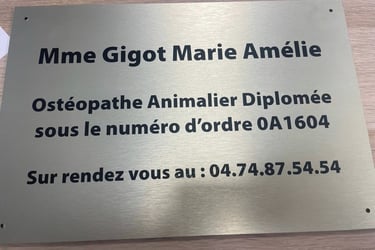 Mme Gigot Marie Amélie
Ostéopathe Animalier Diplomée
sous le numéro d'ordre 0A1604
Sur rendez vous au : 04.74.87.54.54